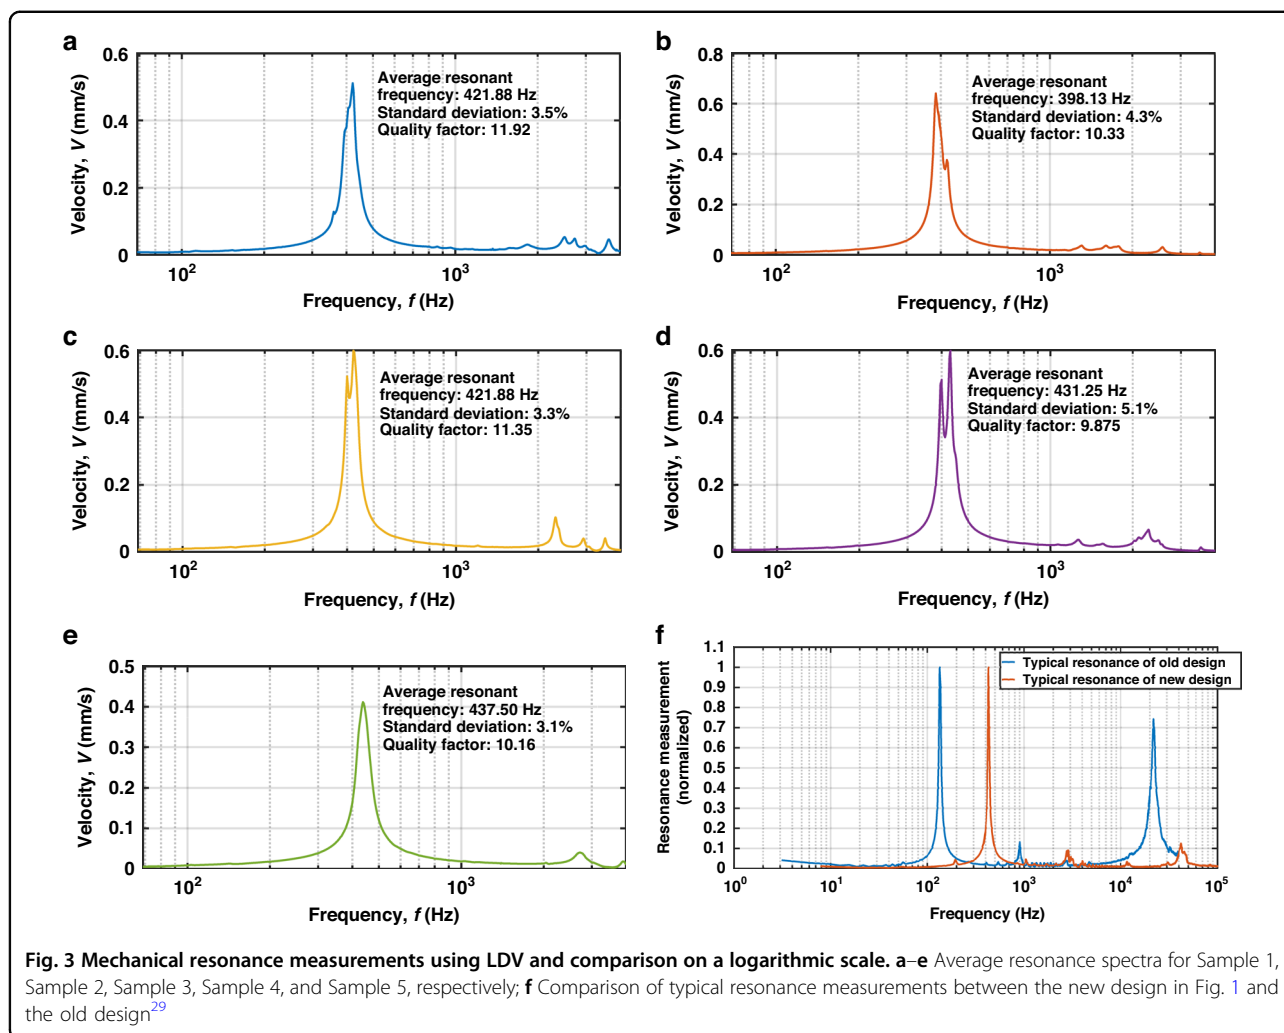 a
0.6
0.4
0.2
0
Velocity, V (mm/s)
Average resonant
frequency: 421.88 Hz
Standard deviation: 3.5%
Quality factor: 11.92
10²
10³
Frequency, f (Hz)
b
0.8
0.6
0.4
0.2
0
Velocity, V (mm/s)
Average resonant
frequency: 398.13 Hz
Standard deviation: 4.3%
Quality factor: 10.33
10²
10³
Frequency, f (Hz)
c
0.6
0.4
0.2
0
Velocity, V (mm/s)
Average resonant
frequency: 421.88 Hz
Standard deviation: 3.3%
Quality factor: 11.35
10²
10³
Frequency, f (Hz)
d
0.6
0.4
0.2
0
Velocity, V (mm/s)
Average resonant
frequency: 431.25 Hz
Standard deviation: 5.1%
Quality factor: 9.875
10²
10³
Frequency, f (Hz)
e
0.5
0.4
0.3
0.2
0.1
0
Velocity, V (mm/s)
Average resonant
frequency: 437.50 Hz
Standard deviation: 3.1%
Quality factor: 10.16
10²
10³
Frequency, f (Hz)
f
1.1
1
0.9
0.8
0.7
0.6
0.5
0.4
0.3
0.2
0.1
0
Resonance measurement
(normalized)
Typical resonance of old design
Typical resonance of new design
10⁰
10¹
10²
10³
10⁴
10⁵
Frequency (Hz)
Fig. 3 Mechanical resonance measurements using LDV and comparison on a logarithmic scale. a–e Average resonance spectra for Sample 1,
Sample 2, Sample 3, Sample 4, and Sample 5, respectively; f Comparison of typical resonance measurements between the new design in Fig. 1 and
the old design²⁹